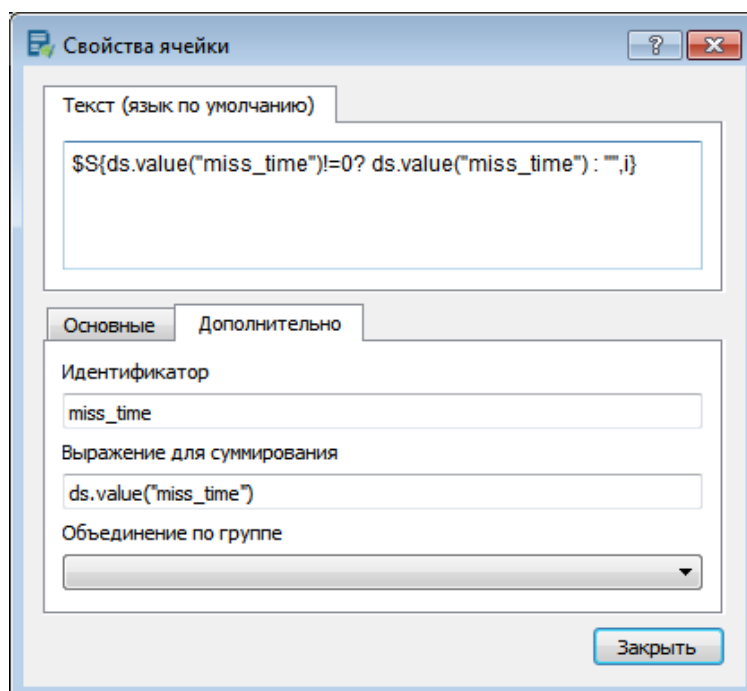 Свойства ячейки
Текст (язык по умолчанию)
$S{ds.value("miss_time")!=0? ds.value("miss_time") : "",i}
Основные
Дополнительно
Идентификатор
miss_time
Выражение для суммирования
ds.value("miss_time")
Объединение по группе
Закрыть